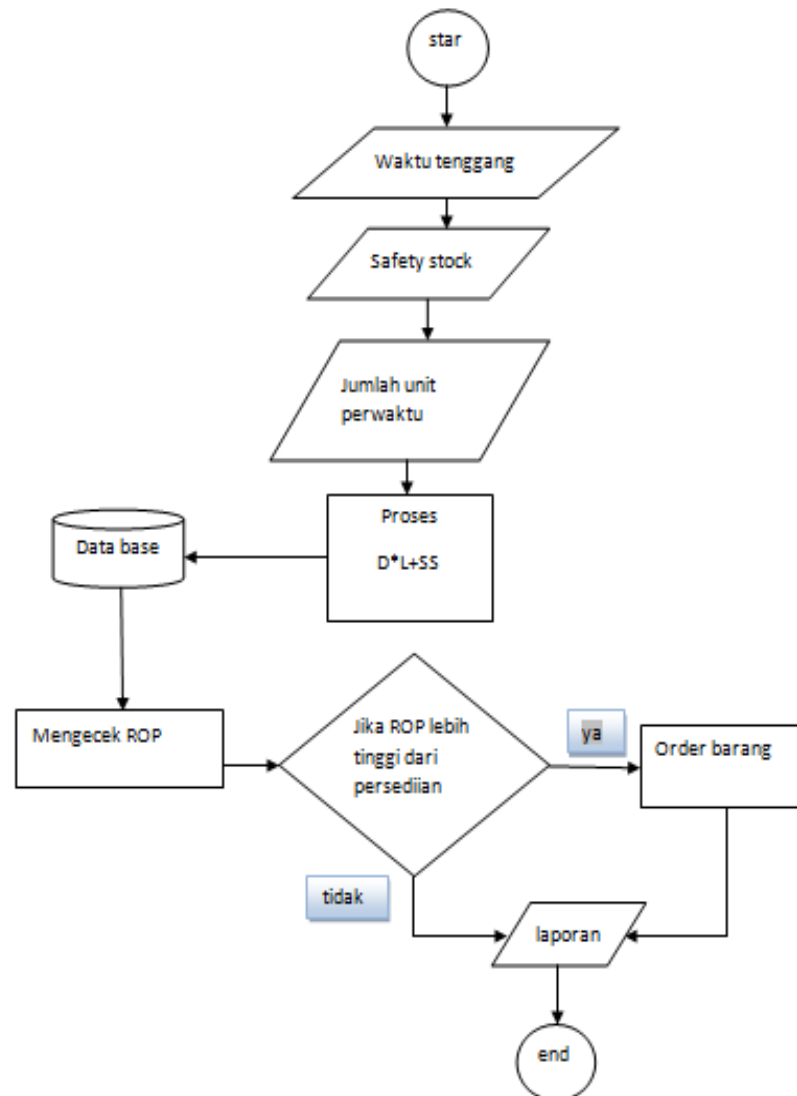 star
Waktu tenggang
Safety stock
Jumlah unit
perwaktu
Proses
D*L+SS
Data base
Mengecek ROP
Jika ROP lebih
tinggi dari
persediian
ya
Order barang
tidak
laporan
end